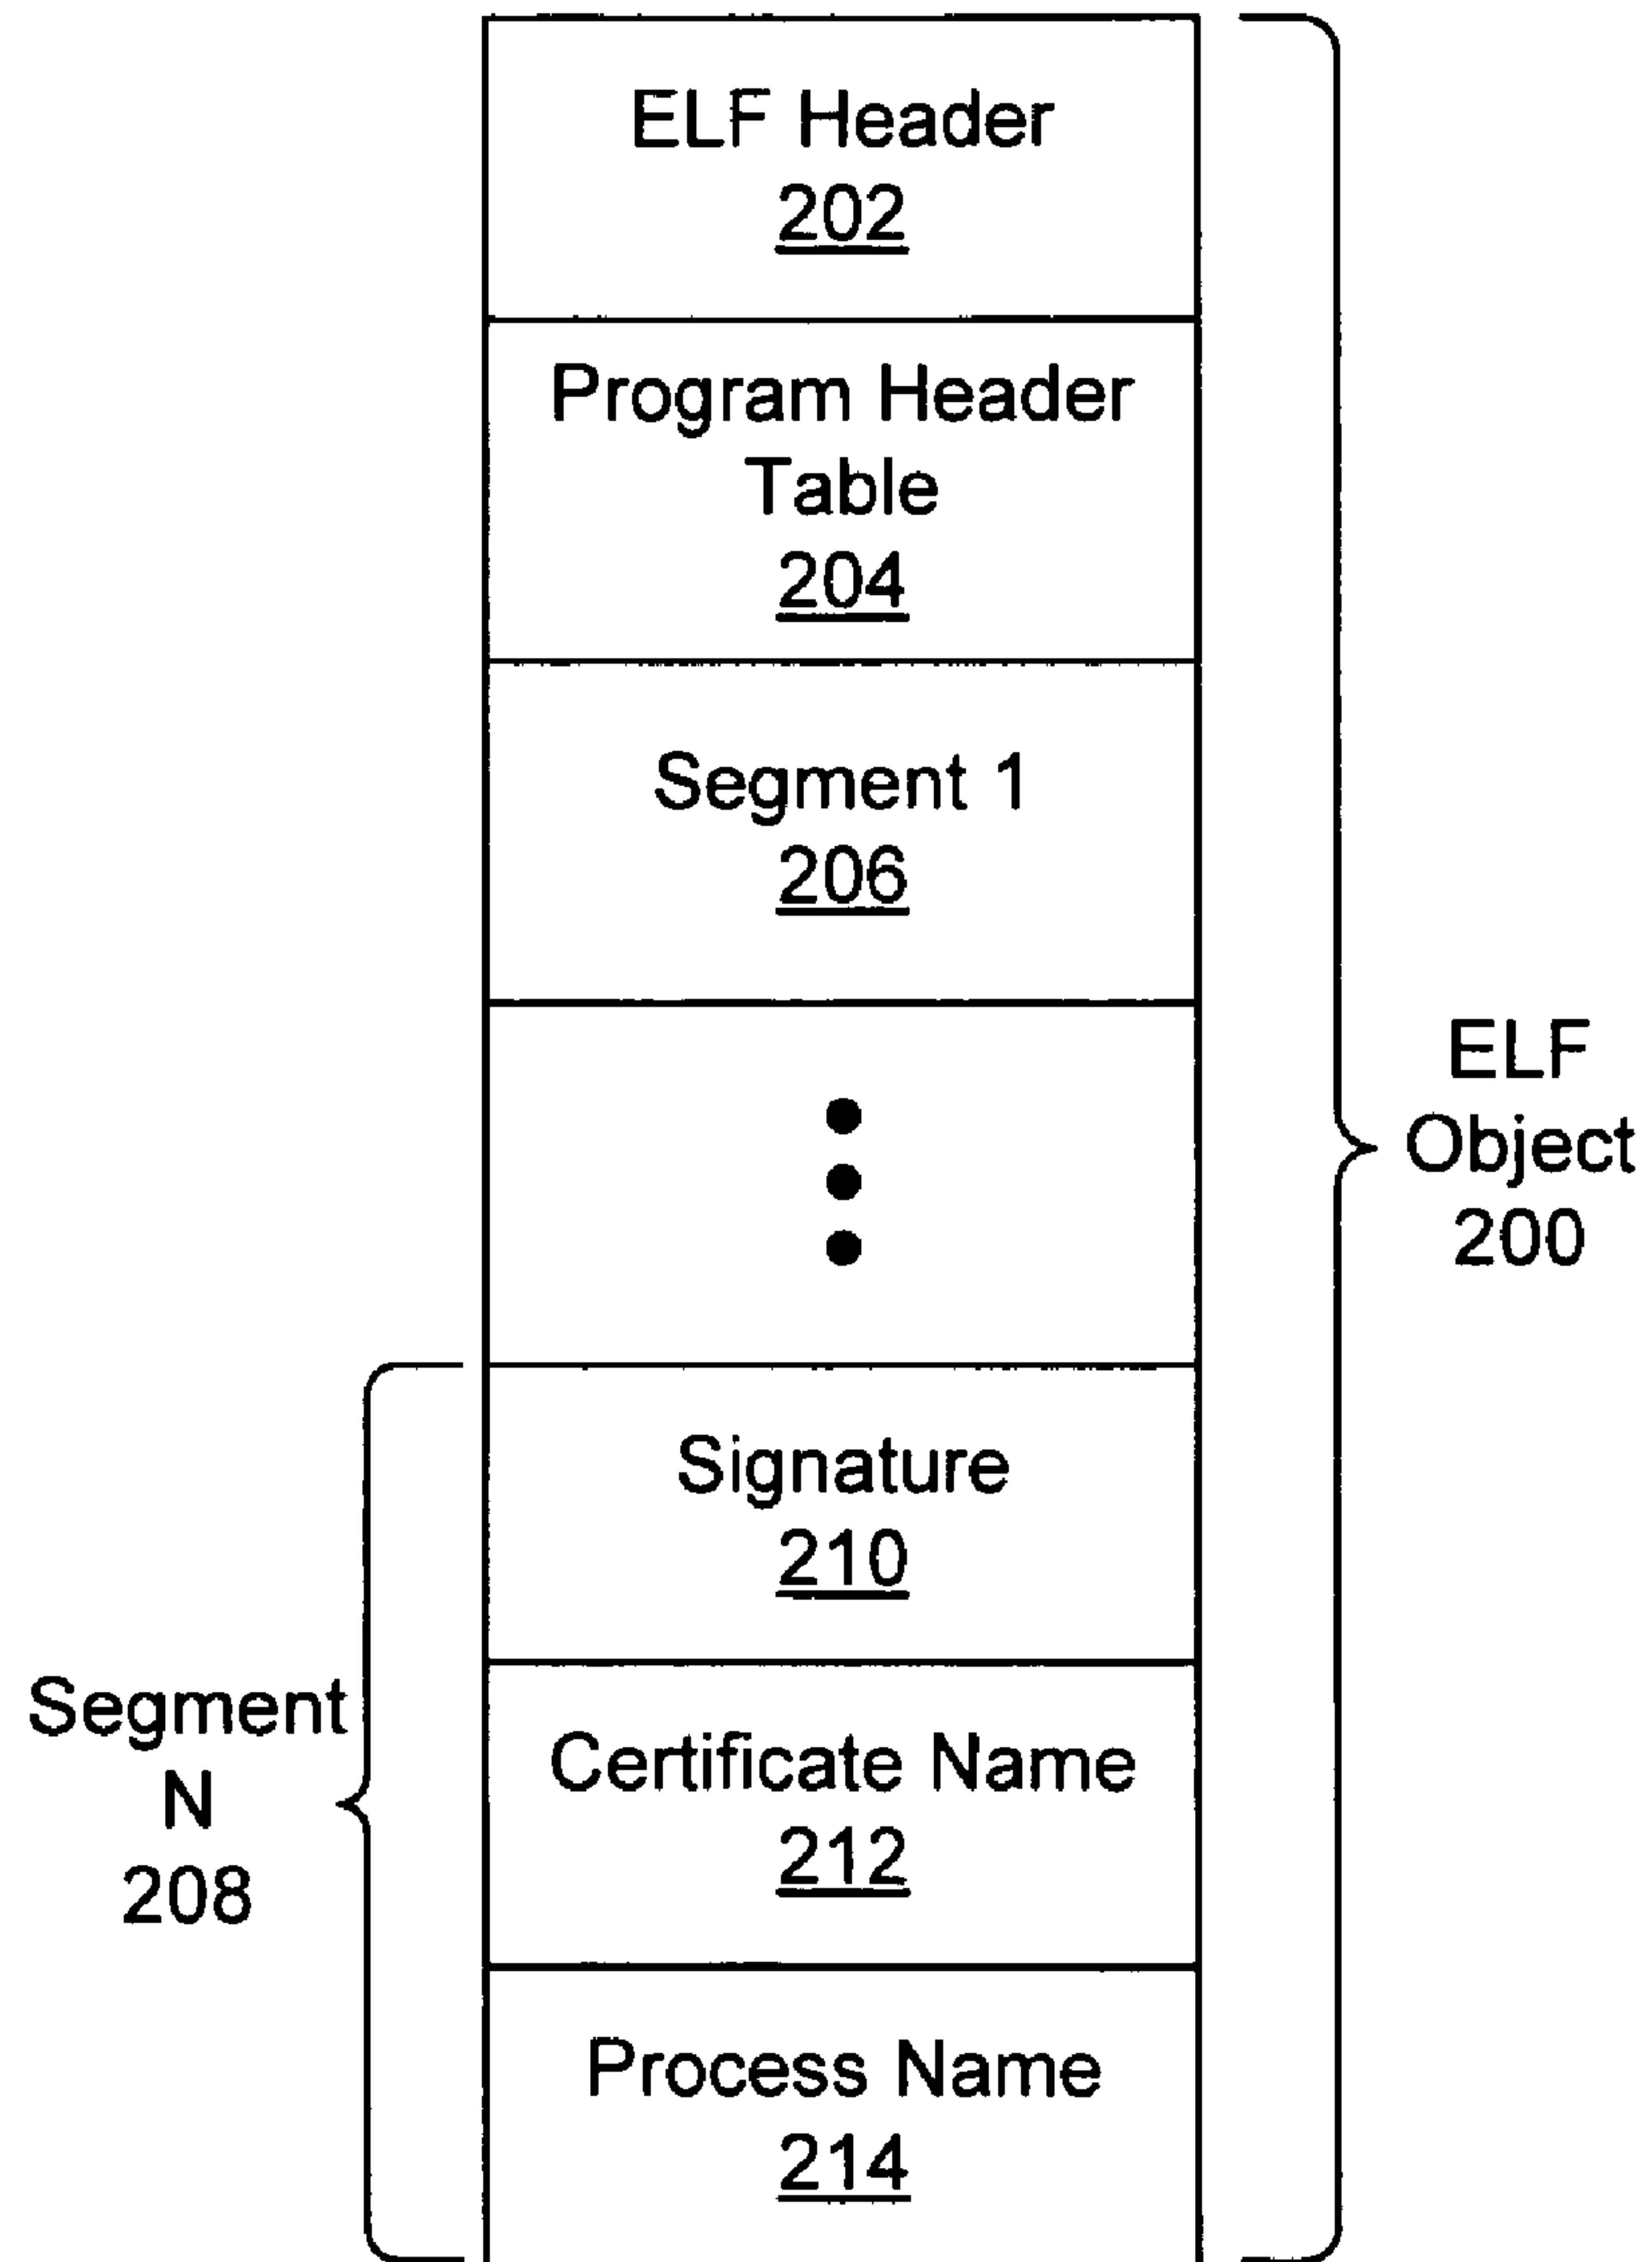 ELF Header
202
Program Header
Table
204
Segment 1
206
ELF
Object
200
Signature
210
Segment
N
208
Certificate Name
212
Process Name
214